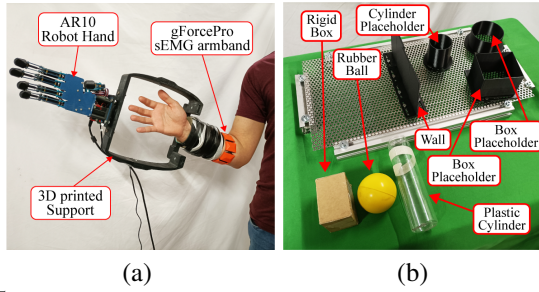 AR10
Robot Hand
gForcePro
sEMG armband
3D printed
Support
(a)
Rigid
Box
Cylinder
Placeholder
Rubber
Ball
Wall
Box
Placeholder
Box
Placeholder
Plastic
Cylinder
(b)